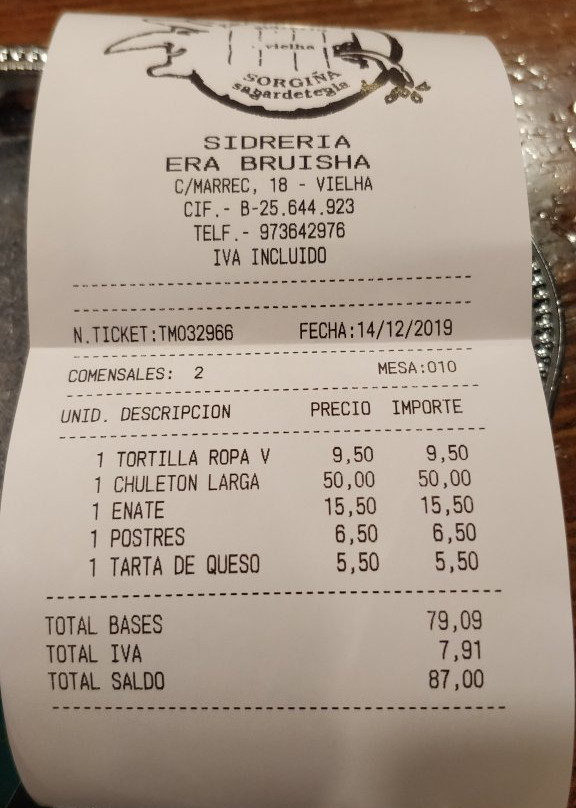 vielha
SORGIÑA
sagardotegia
SIDRERIA
ERA BRUISHA
C/MARREC, 18 - VIELHA
CIF.- B-25.644.923
TELF.- 973642976
IVA INCLUIDO
N.TICKET:TM032966 FECHA:14/12/2019
COMENSALES: 2 MESA:010
UNID. DESCRIPCION PRECIO IMPORTE
1 TORTILLA ROPA V 9,50 9,50
1 CHULETON LARGA 50,00 50,00
1 ENATE 15,50 15,50
1 POSTRES 6,50 6,50
1 TARTA DE QUESO 5,50 5,50
TOTAL BASES 79,09
TOTAL IVA 7,91
TOTAL SALDO 87,00